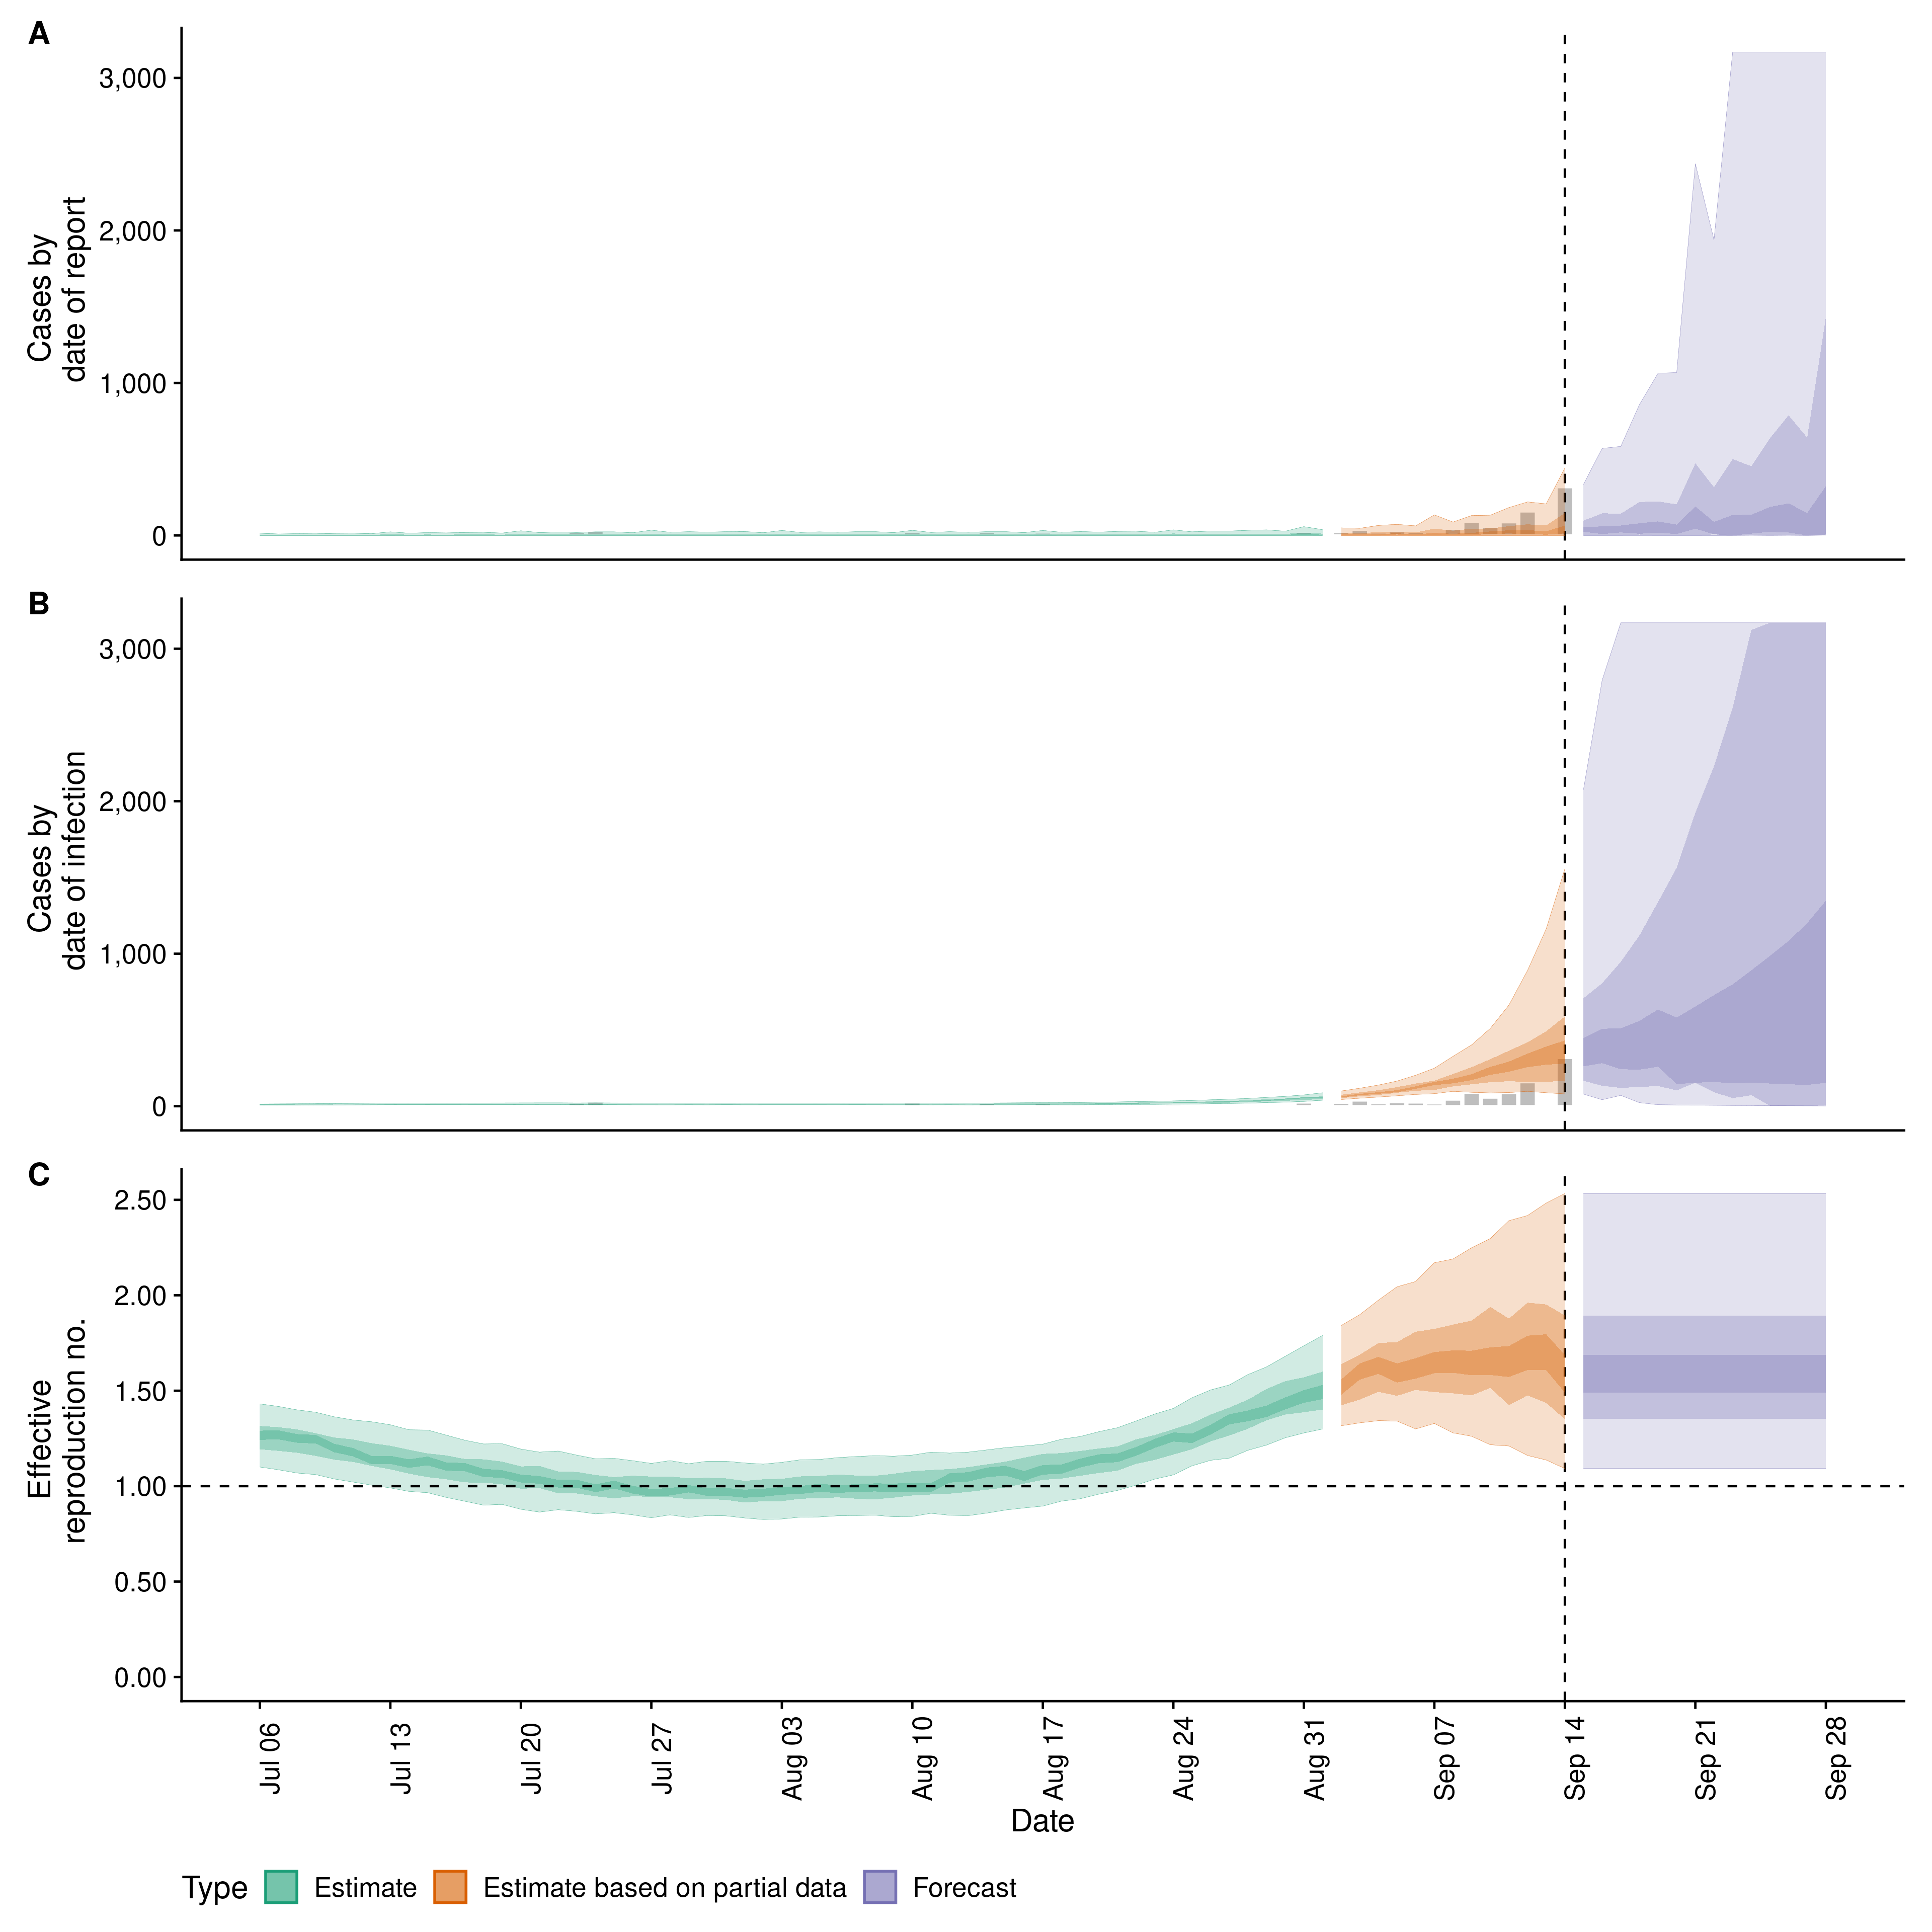 A
Cases by
date of report
3,000
2,000
1,000
0
B
Cases by
date of infection
3,000
2,000
1,000
0
C
Effective
reproduction no.
2.50
2.00
1.50
1.00
0.50
0.00
Jul 06
Jul 13
Jul 20
Jul 27
Aug 03
Aug 10
Aug 17
Aug 24
Aug 31
Sep 07
Sep 14
Sep 21
Sep 28
Date
Type Estimate Estimate based on partial data Forecast